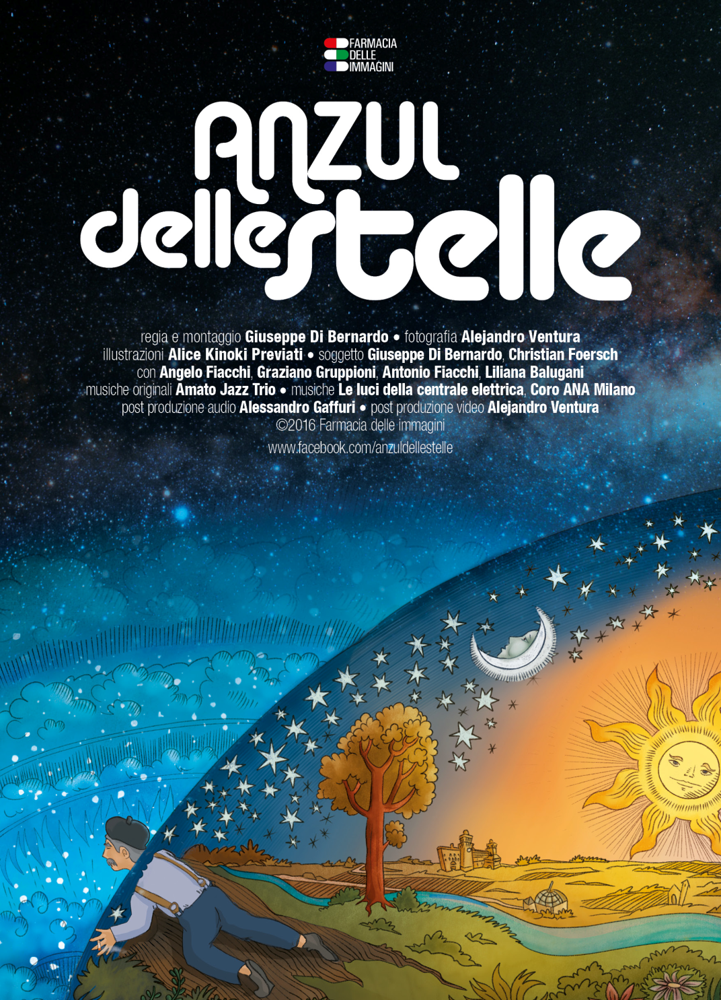 FARMACIA
DELLE
IMMAGINI
ANZUL
delle stelle
regia e montaggio Giuseppe Di Bernardo • fotografia Alejandro Ventura
illustrazioni Alice Kinoki Previati • soggetto Giuseppe Di Bernardo, Christian Foersch
con Angelo Fiacchi, Graziano Gruppioni, Antonio Fiacchi, Liliana Balugani
musiche originali Amato Jazz Trio • musiche Le luci della centrale elettrica, Coro ANA Milano
post produzione audio Alessandro Gaffuri • post produzione video Alejandro Ventura
©2016 Farmacia delle immagini
www.facebook.com/anzuldellestelle